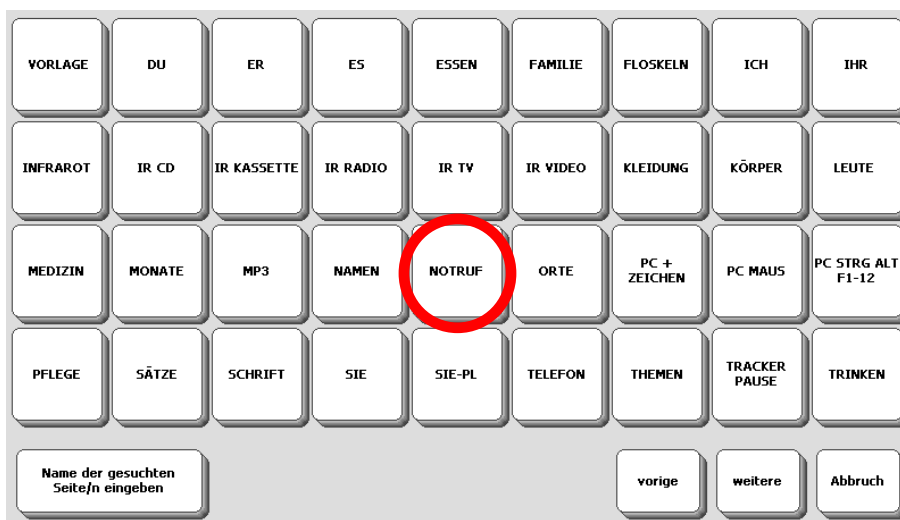 VORLAGE DU ER ES ESSEN FAMILIE FLOSKELN ICH IHR
INFRAROT IR CD IR KASSETTE IR RADIO IR TV IR VIDEO KLEIDUNG KÖRPER LEUTE
MEDIZIN MONATE MP3 NAMEN NOTRUF ORTE PC +
ZEICHEN PC MAUS PC STRG ALT
F1-12
PFLEGE SÄTZE SCHRIFT SIE SIE-PL TELEFON THEMEN TRACKER
PAUSE TRINKEN
Name der gesuchten
Seite/n eingeben
vorige weitere Abbruch